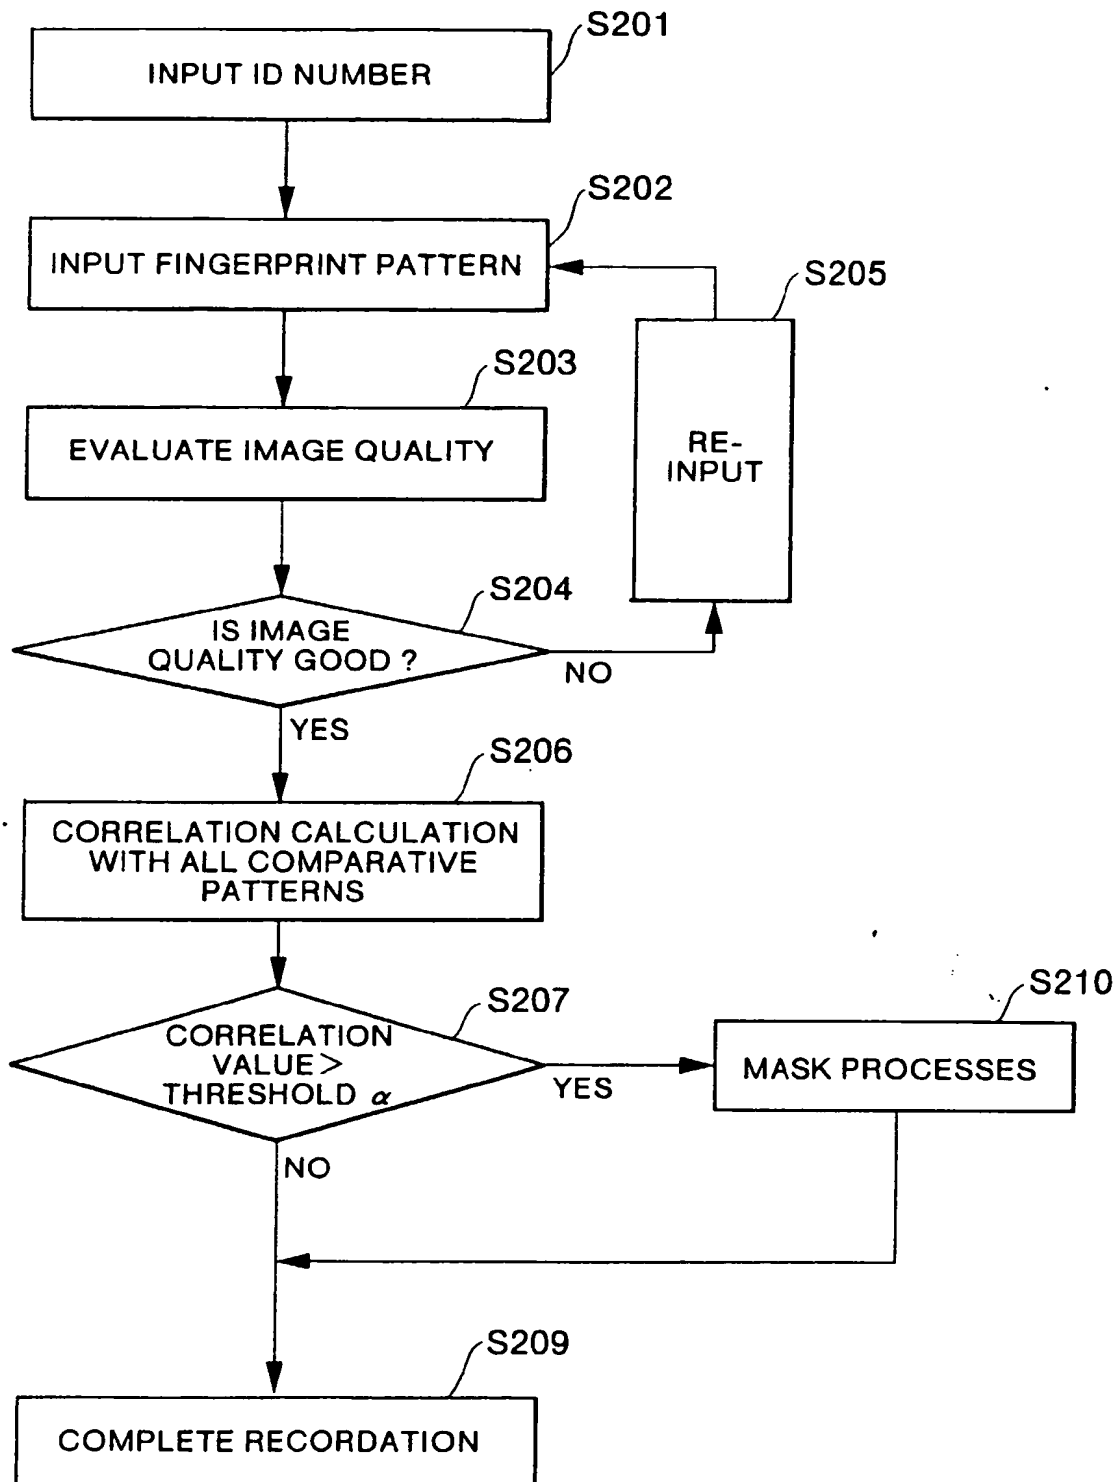 S201
INPUT ID NUMBER
S202
INPUT FINGERPRINT PATTERN
S205
RE-
INPUT
S203
EVALUATE IMAGE QUALITY
S204
IS IMAGE
QUALITY GOOD ?
NO
YES
S206
CORRELATION CALCULATION
WITH ALL COMPARATIVE
PATTERNS
S207
CORRELATION
VALUE >
THRESHOLD α
YES
S210
MASK PROCESSES
NO
S209
COMPLETE RECORDATION